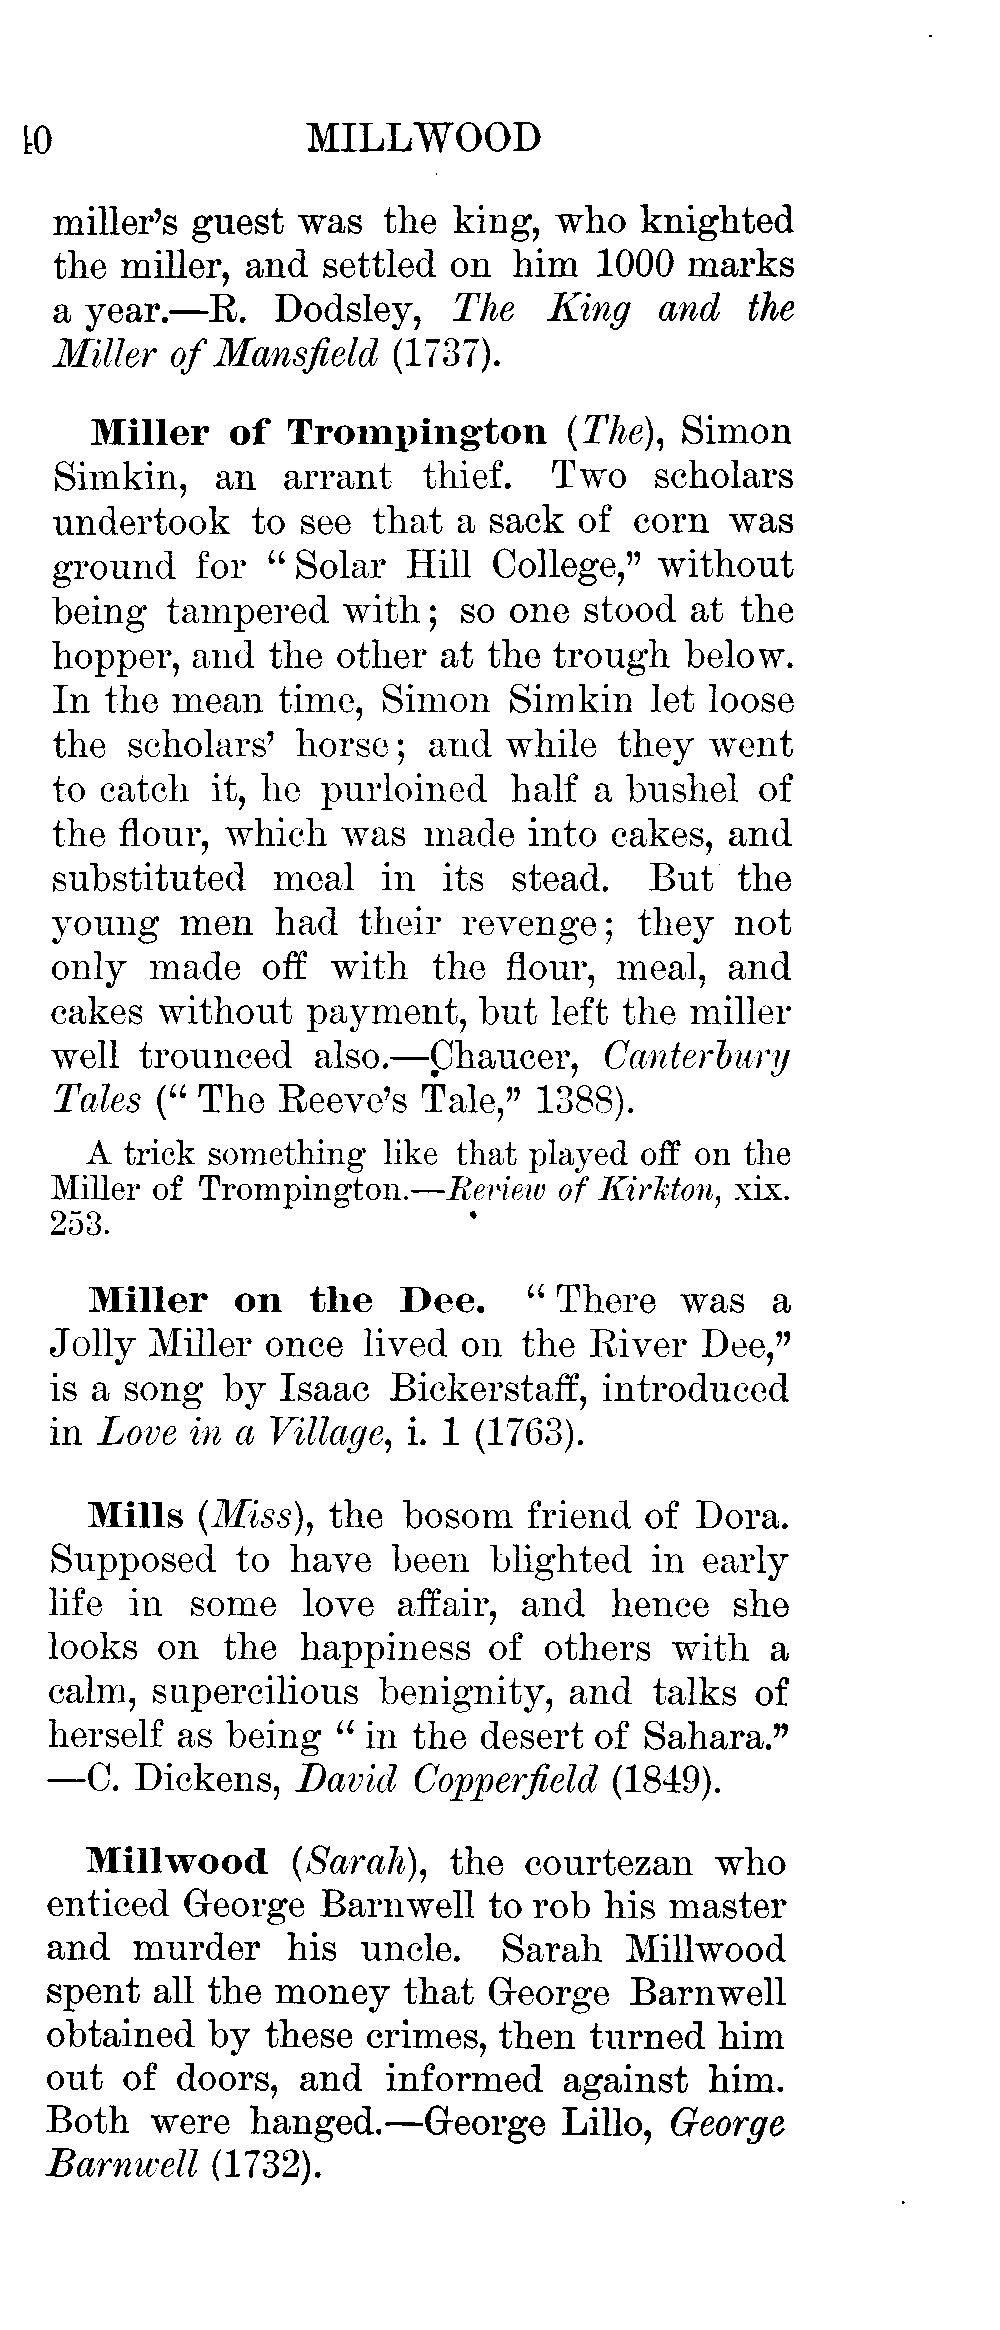 40 MILLWOOD
miller's guest was the king, who knighted
the miller, and settled on him 1000 marks
a year.—R. Dodsley, The King and the
Miller of Mansfield (1737).
Miller of Trompington (The), Simon
Simkin, an arrant thief. Two scholars
undertook to see that a sack of corn was
ground for "Solar Hill College," without
being tampered with; so one stood at the
hopper, and the other at the trough below.
In the mean time, Simon Simkin let loose
the scholars' horse; and while they went
to catch it, he purloined half a bushel of
the flour, which was made into cakes, and
substituted meal in its stead. But the
young men had their revenge; they not
only made off with the flour, meal, and
cakes without payment, but left the miller
well trounced also.—Chaucer, Canterbury
Tales ("The Reeve's Tale," 1388).
A trick something like that played off on the
Miller of Trompington.—Review of Kirkton, xix.
253.
Miller on the Dee. "There was a
Jolly Miller once lived on the River Dee,"
is a song by Isaac Bickerstaff, introduced
in Love in a Village, i. 1 (1763).
Mills (Miss), the bosom friend of Dora.
Supposed to have been blighted in early
life in some love affair, and hence she
looks on the happiness of others with a
calm, supercilious benignity, and talks of
herself as being "in the desert of Sahara."
—C. Dickens, David Copperfield (1849).
Millwood (Sarah), the courtezan who
enticed George Barnwell to rob his master
and murder his uncle. Sarah Millwood
spent all the money that George Barnwell
obtained by these crimes, then turned him
out of doors, and informed against him.
Both were hanged.—George Lillo, George
Barnwell (1732).